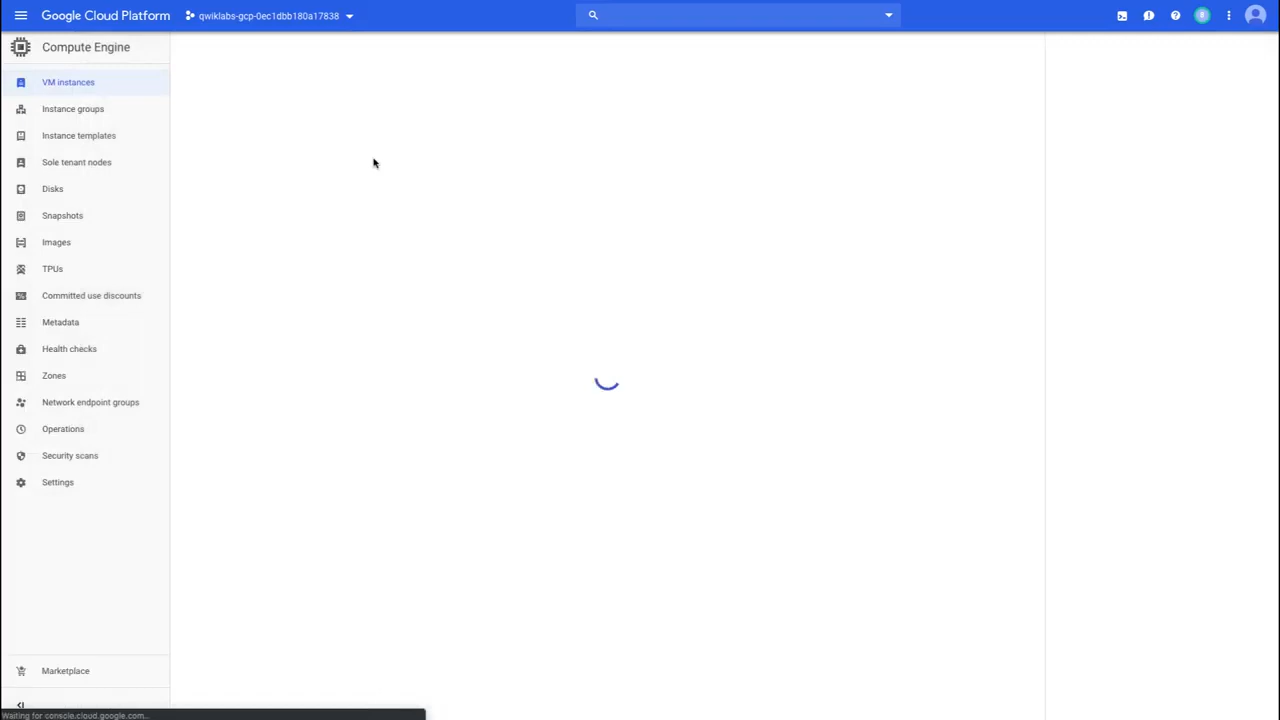 Google Cloud Platform
qwiklabs-gcp-0ec1dbb180a17838
Compute Engine
VM instances
Instance groups
Instance templates
Sole tenant nodes
Disks
Snapshots
Images
TPUs
Committed use discounts
Metadata
Health checks
Zones
Network endpoint groups
Operations
Security scans
Settings
Marketplace
Waiting for console.cloud.google.com...